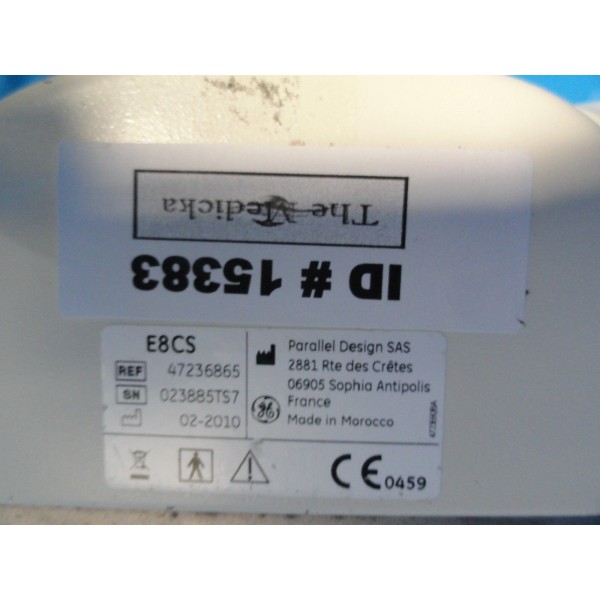 The Medicka
ID # 15383
E8CS
REF 47236865
SN 023885TS7
02-2010
Parallel Design SAS
2881 Rte des Crêtes
06905 Sophia Antipolis
France
GE
Made in Morocco
CE 0459